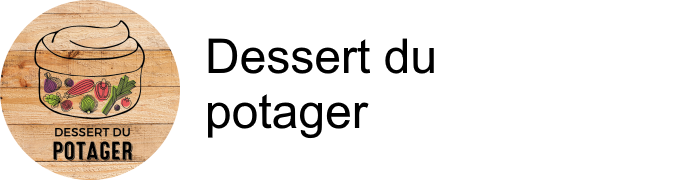 DESSERT DU
POTAGER
Dessert du
potager